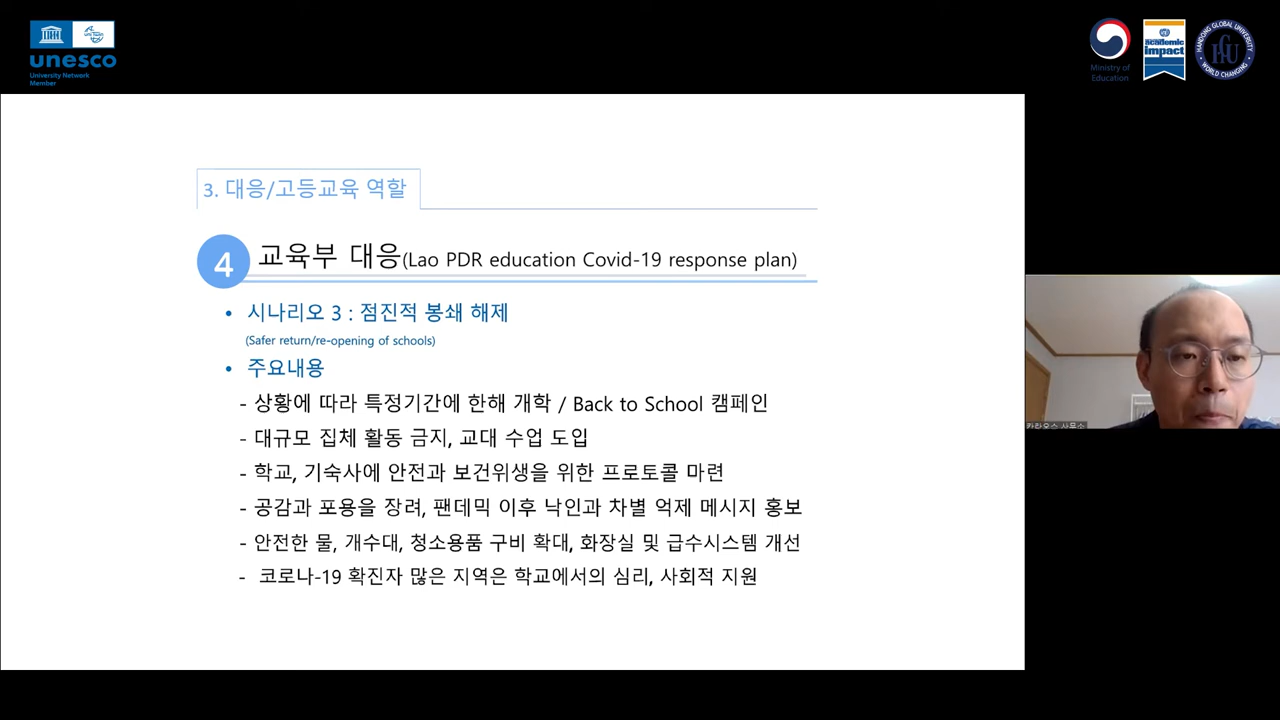 unesco
University Network
Member
Ministry of
Education
academic
impact
HANDONG GLOBAL UNIVERSITY
WORLD CHANGING
3. 대응/고등교육 역할
4 교육부 대응(Lao PDR education Covid-19 response plan)
• 시나리오 3 : 점진적 봉쇄 해제
(Safer return/re-opening of schools)
• 주요내용
- 상황에 따라 특정기간에 한해 개학 / Back to School 캠페인
- 대규모 집체 활동 금지, 교대 수업 도입
- 학교, 기숙사에 안전과 보건위생을 위한 프로토콜 마련
- 공감과 포용을 장려, 팬데믹 이후 낙인과 차별 억제 메시지 홍보
- 안전한 물, 개수대, 청소용품 구비 확대, 화장실 및 급수시스템 개선
- 코로나-19 확진자 많은 지역은 학교에서의 심리, 사회적 지원